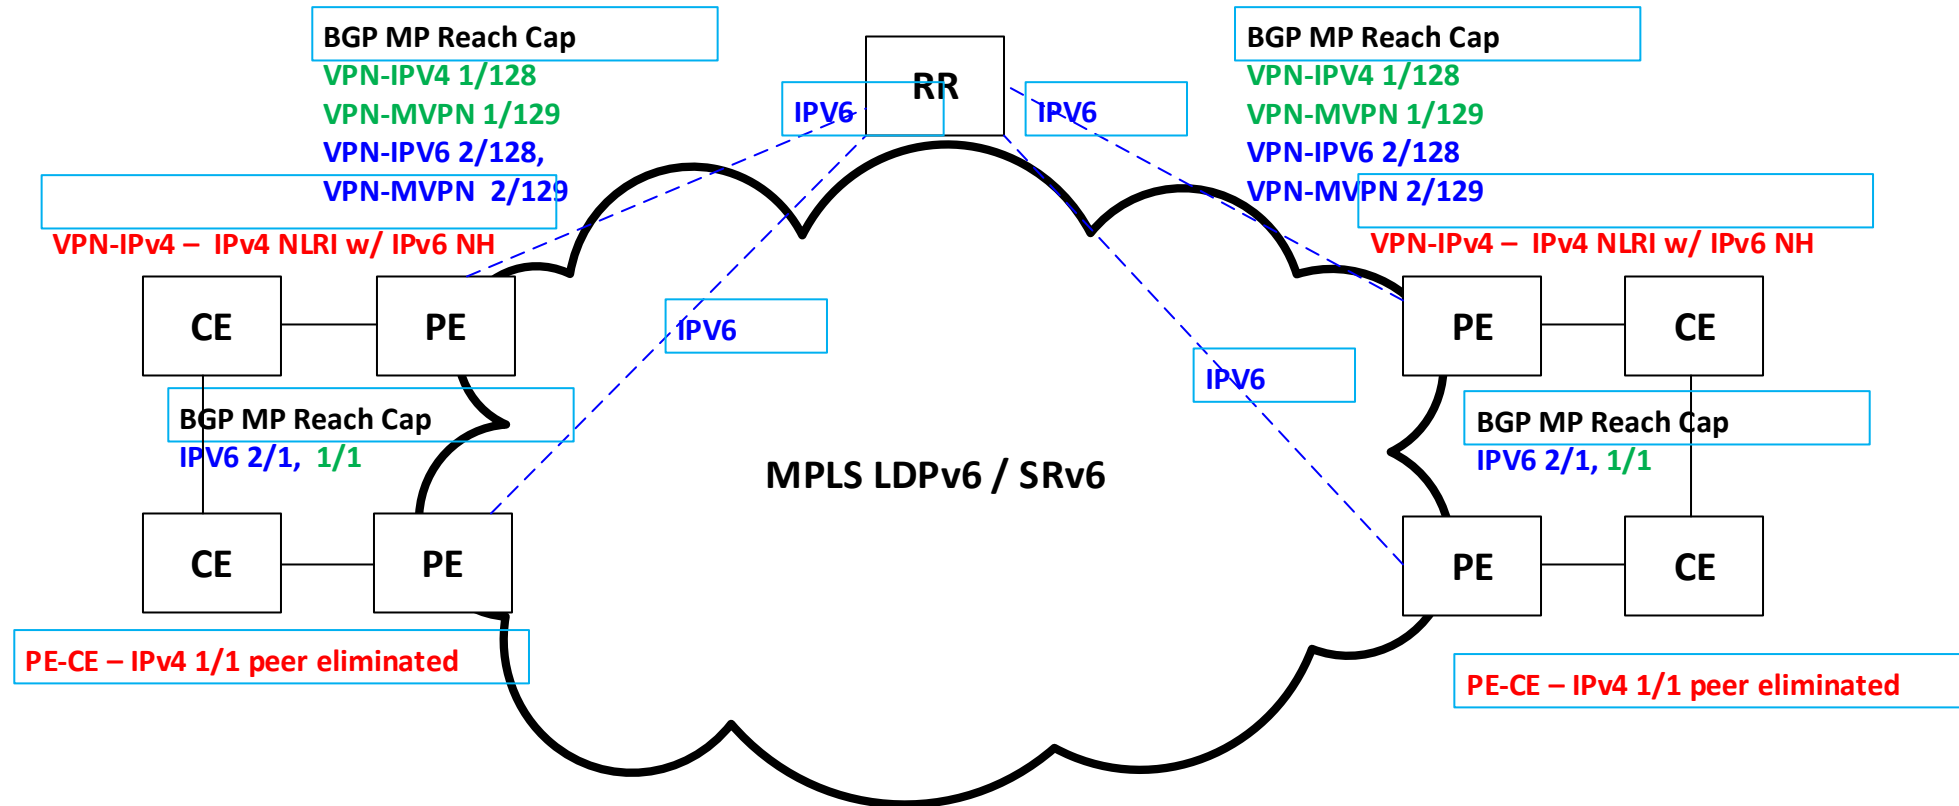 BGP MP Reach Cap
VPN-IPV4 1/128
VPN-MVPN 1/129
VPN-IPV6 2/128,
VPN-MVPN  2/129
VPN-IPv4 –  IPv4 NLRI w/ IPv6 NH
RR
IPV6
IPV6
BGP MP Reach Cap
VPN-IPV4 1/128
VPN-MVPN 1/129
VPN-IPV6 2/128
VPN-MVPN 2/129
VPN-IPv4 –  IPv4 NLRI w/ IPv6 NH
CE
PE
IPV6
IPV6
PE
CE
BGP MP Reach Cap
IPV6 2/1,  1/1
MPLS LDPv6 / SRv6
BGP MP Reach Cap
IPV6 2/1, 1/1
CE
PE
PE
CE
PE-CE – IPv4 1/1 peer eliminated
PE-CE – IPv4 1/1 peer eliminated